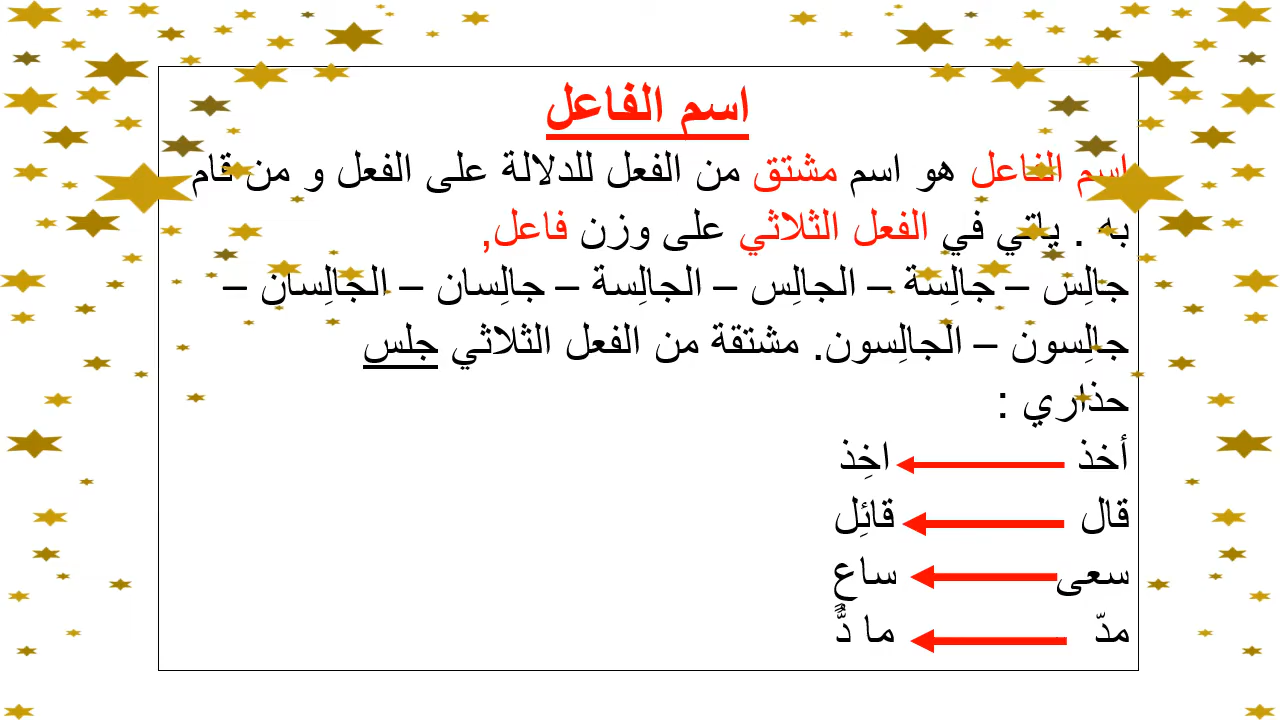 اسم الفاعل
اسم الفاعل هو اسم مشتق من الفعل للدلالة على الفعل و من قام
به . ياتي في الفعل الثلاثي على وزن فاعل,
جالِس – جالِسة – الجالِس – الجالِسة – جالِسان – الجالِسان –
جالِسون – الجالِسون. مشتقة من الفعل الثلاثي جلس
حذاري :
أخذ اخِذ
قال قائِل
سعى ساعٍ
مدّ ما دٌّ